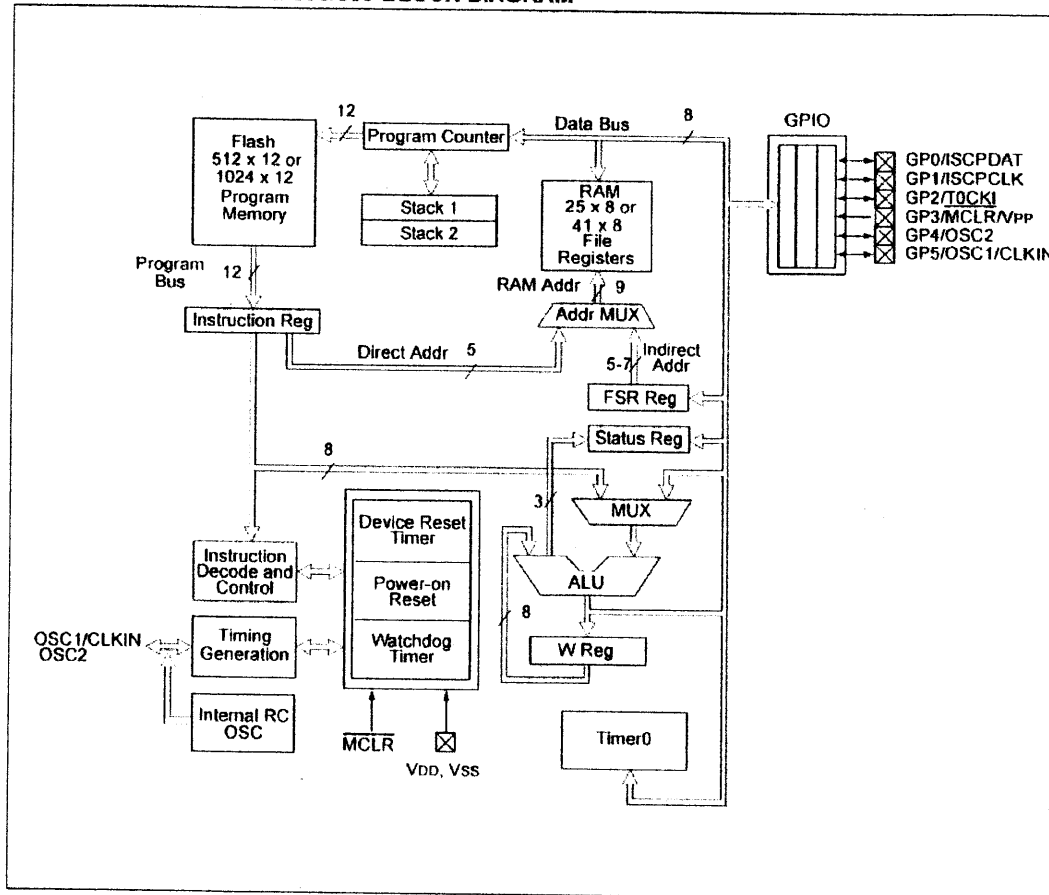 BLOCK DIAGRAM
12
Program Counter
Data Bus
8
GPIO
Flash
512 x 12 or
1024 x 12
Program
Memory
Stack 1
Stack 2
RAM
25 x 8 or
41 x 8
File
Registers
GP0/ISCPDAT
GP1/ISCPCLK
GP2/T0CKI
GP3/MCLR/VPP
GP4/OSC2
GP5/OSC1/CLKIN
Program
Bus
12
RAM Addr
9
Instruction Reg
Addr MUX
Direct Addr
5
5-7
Indirect
Addr
FSR Reg
Status Reg
8
3
MUX
Device Reset
Timer
Instruction
Decode and
Control
Power-on
Reset
ALU
8
OSC1/CLKIN
OSC2
Timing
Generation
Watchdog
Timer
W Reg
Internal RC
OSC
MCLR
VDD, VSS
Timer0